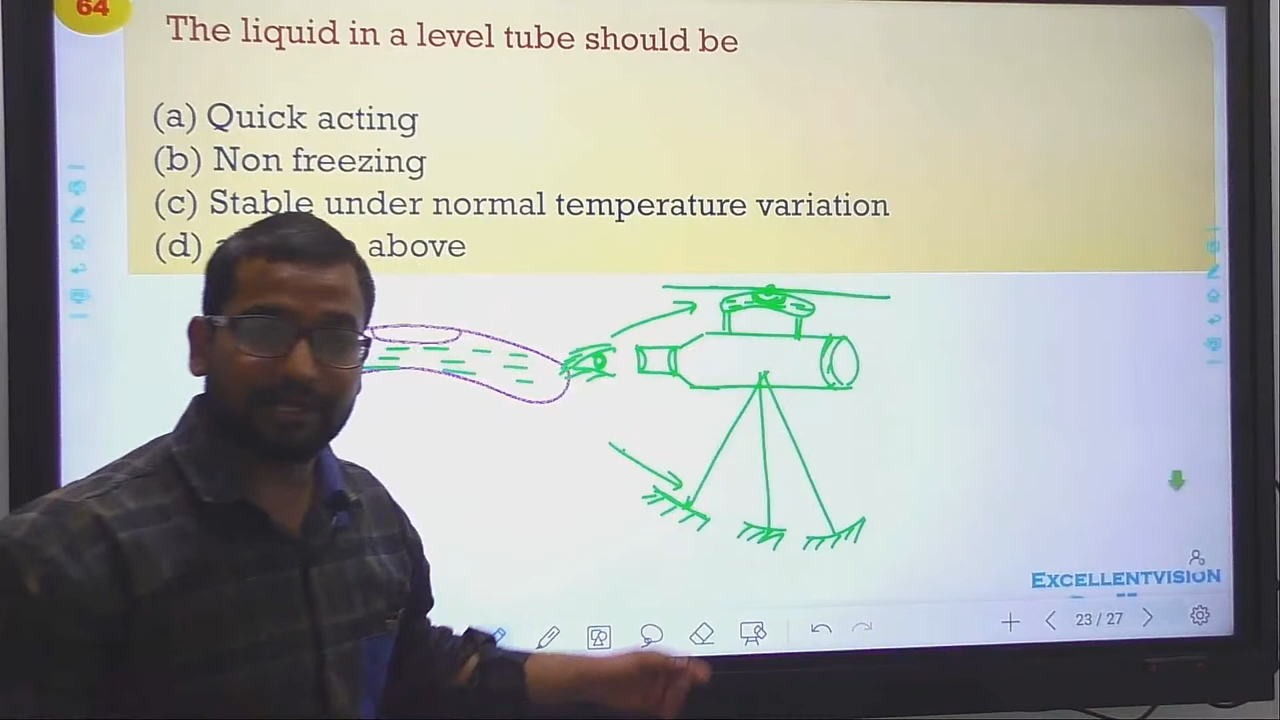 64
The liquid in a level tube should be
(a) Quick acting
(b) Non freezing
(c) Stable under normal temperature variation
(d) above
EXCELLENTVISION
23 / 27